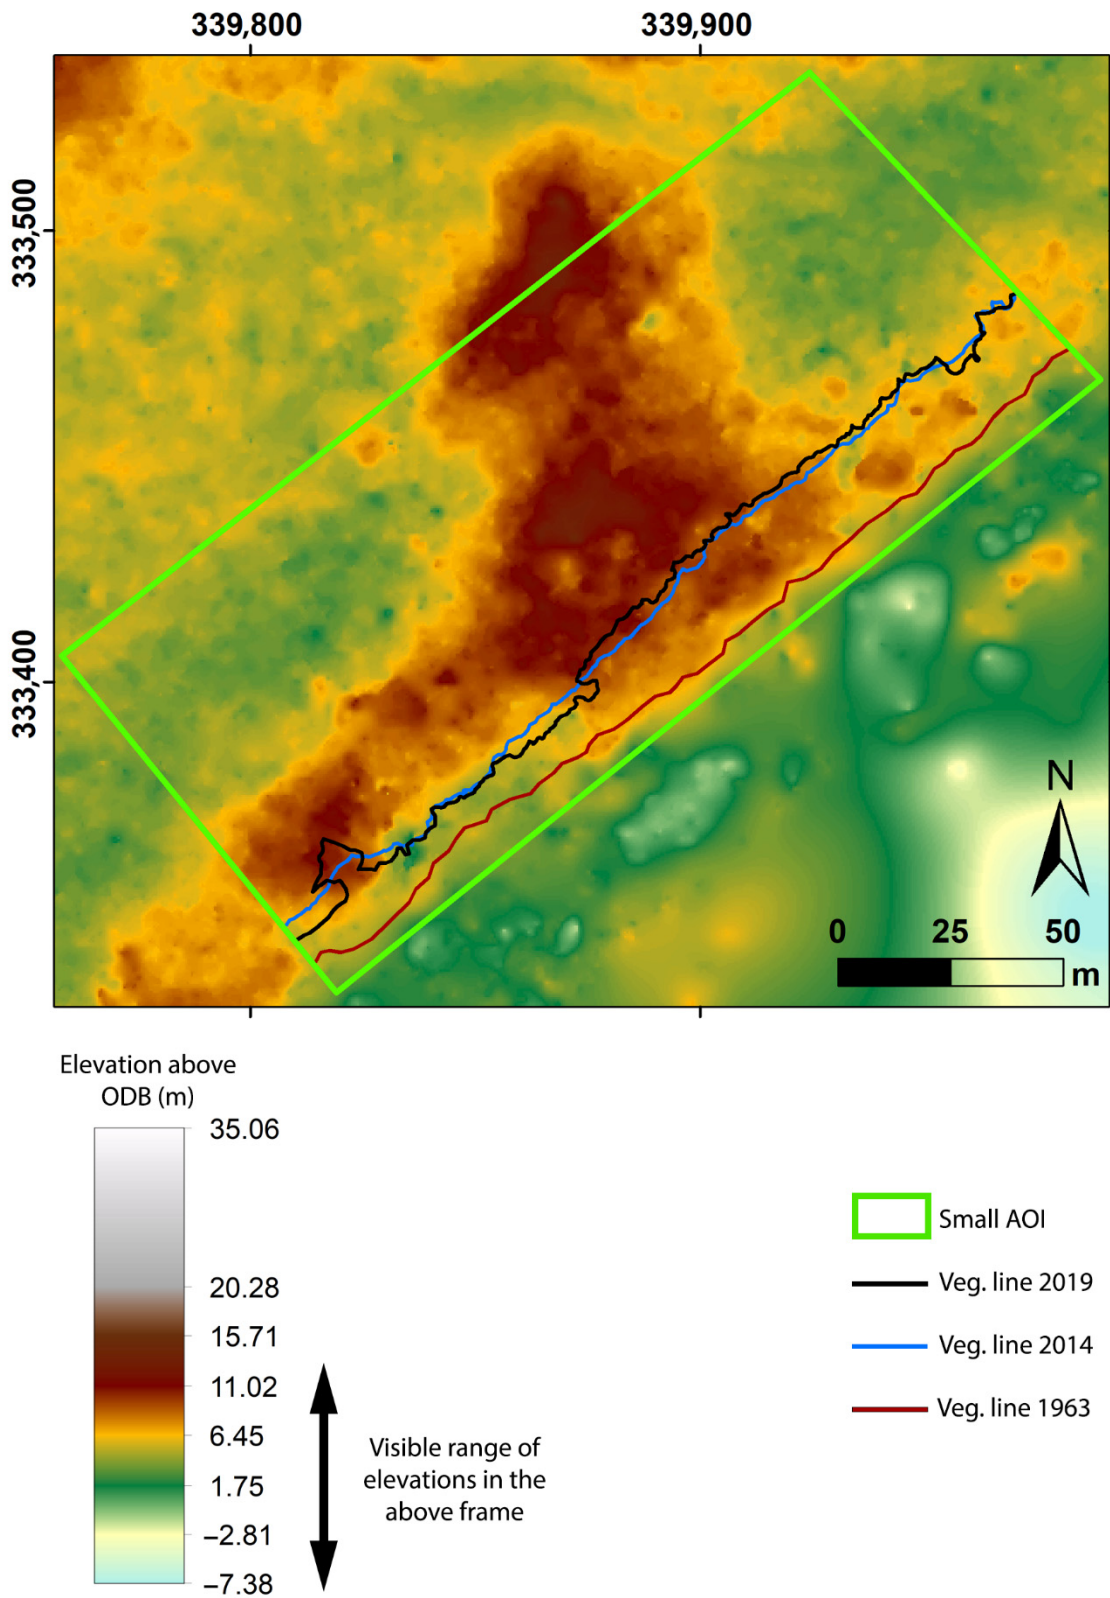 339,800
339,900
333,500
333,400
N
0 25 50
m
Elevation above
ODB (m)
35.06
20.28
15.71
11.02
6.45
1.75
−2.81
−7.38
Visible range of
elevations in the
above frame
Small AOI
Veg. line 2019
Veg. line 2014
Veg. line 1963